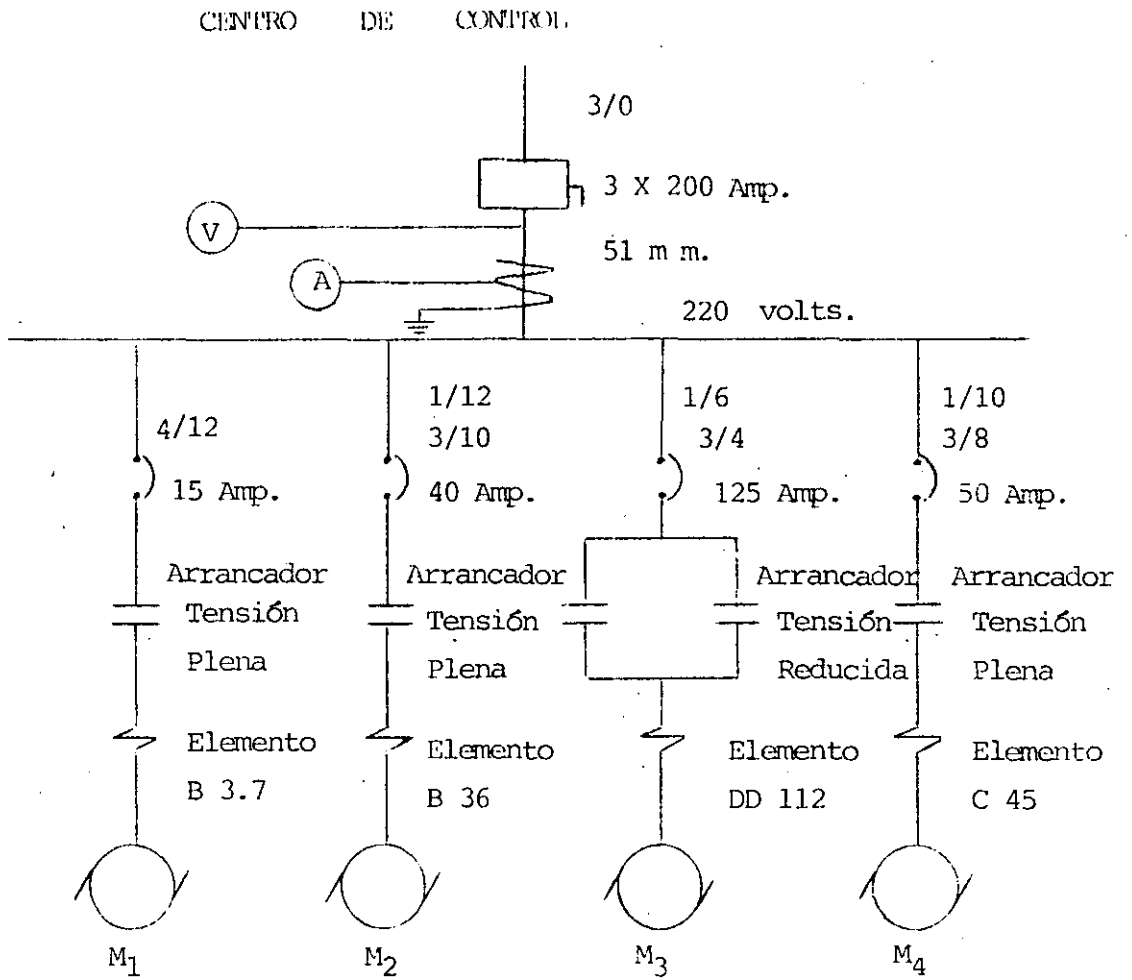 CENTRO DE CONTROL
3/0
3 X 200 Amp.
V
51 m m.
A
220 volts.
4/12
15 Amp.
Arrancador
Tensión
Plena
Elemento
B 3.7
M1
1/12
3/10
40 Amp.
Arrancador
Tensión
Plena
Elemento
B 36
M2
1/6
3/4
125 Amp.
Arrancador
Tensión
Reducida
Elemento
DD 112
M3
1/10
3/8
50 Amp.
Arrancador
Tensión
Plena
Elemento
C 45
M4